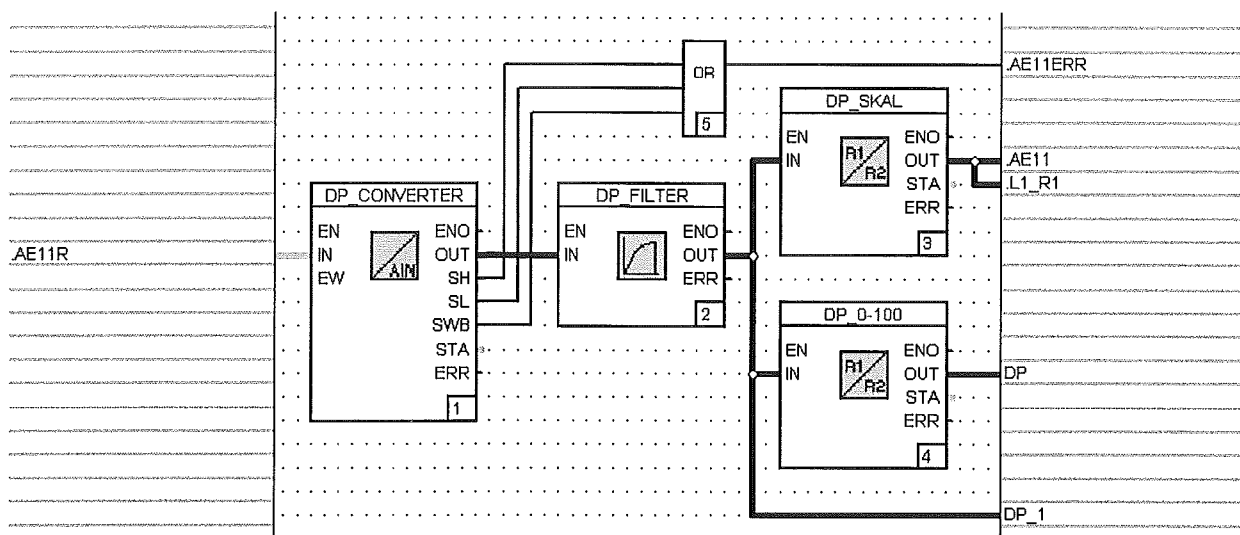 .AE11R
DP_CONVERTER
EN
IN
EW
AIN
ENO
OUT
SH
SL
SWB
STA
ERR
1
DP_FILTER
EN
IN
ENO
OUT
ERR
2
OR
5
DP_SKAL
EN
IN
R1
R2
ENO
OUT
STA
ERR
3
DP_0-100
EN
IN
R1
R2
ENO
OUT
STA
ERR
4
.AE11ERR
.AE11
.L1_R1
DP
DP_1